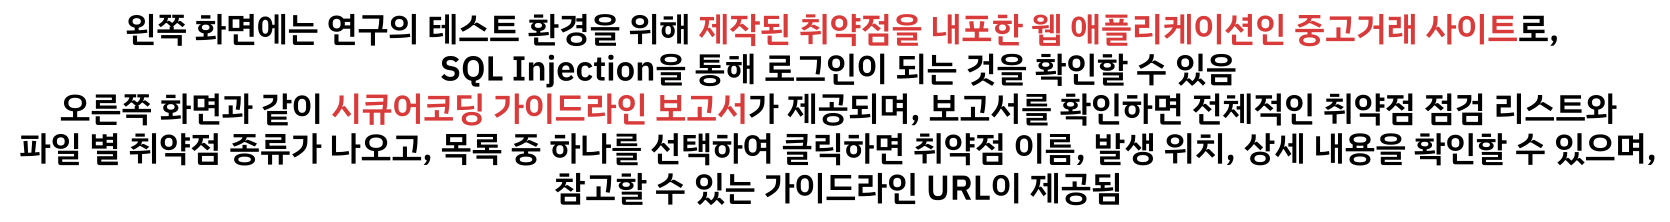 왼쪽 화면에는 연구의 테스트 환경을 위해 제작된 취약점을 내포한 웹 애플리케이션인 중고거래 사이트로,
SQL Injection을 통해 로그인이 되는 것을 확인할 수 있음
오른쪽 화면과 같이 시큐어코딩 가이드라인 보고서가 제공되며, 보고서를 확인하면 전체적인 취약점 점검 리스트와
파일 별 취약점 종류가 나오고, 목록 중 하나를 선택하여 클릭하면 취약점 이름, 발생 위치, 상세 내용을 확인할 수 있으며,
참고할 수 있는 가이드라인 URL이 제공됨